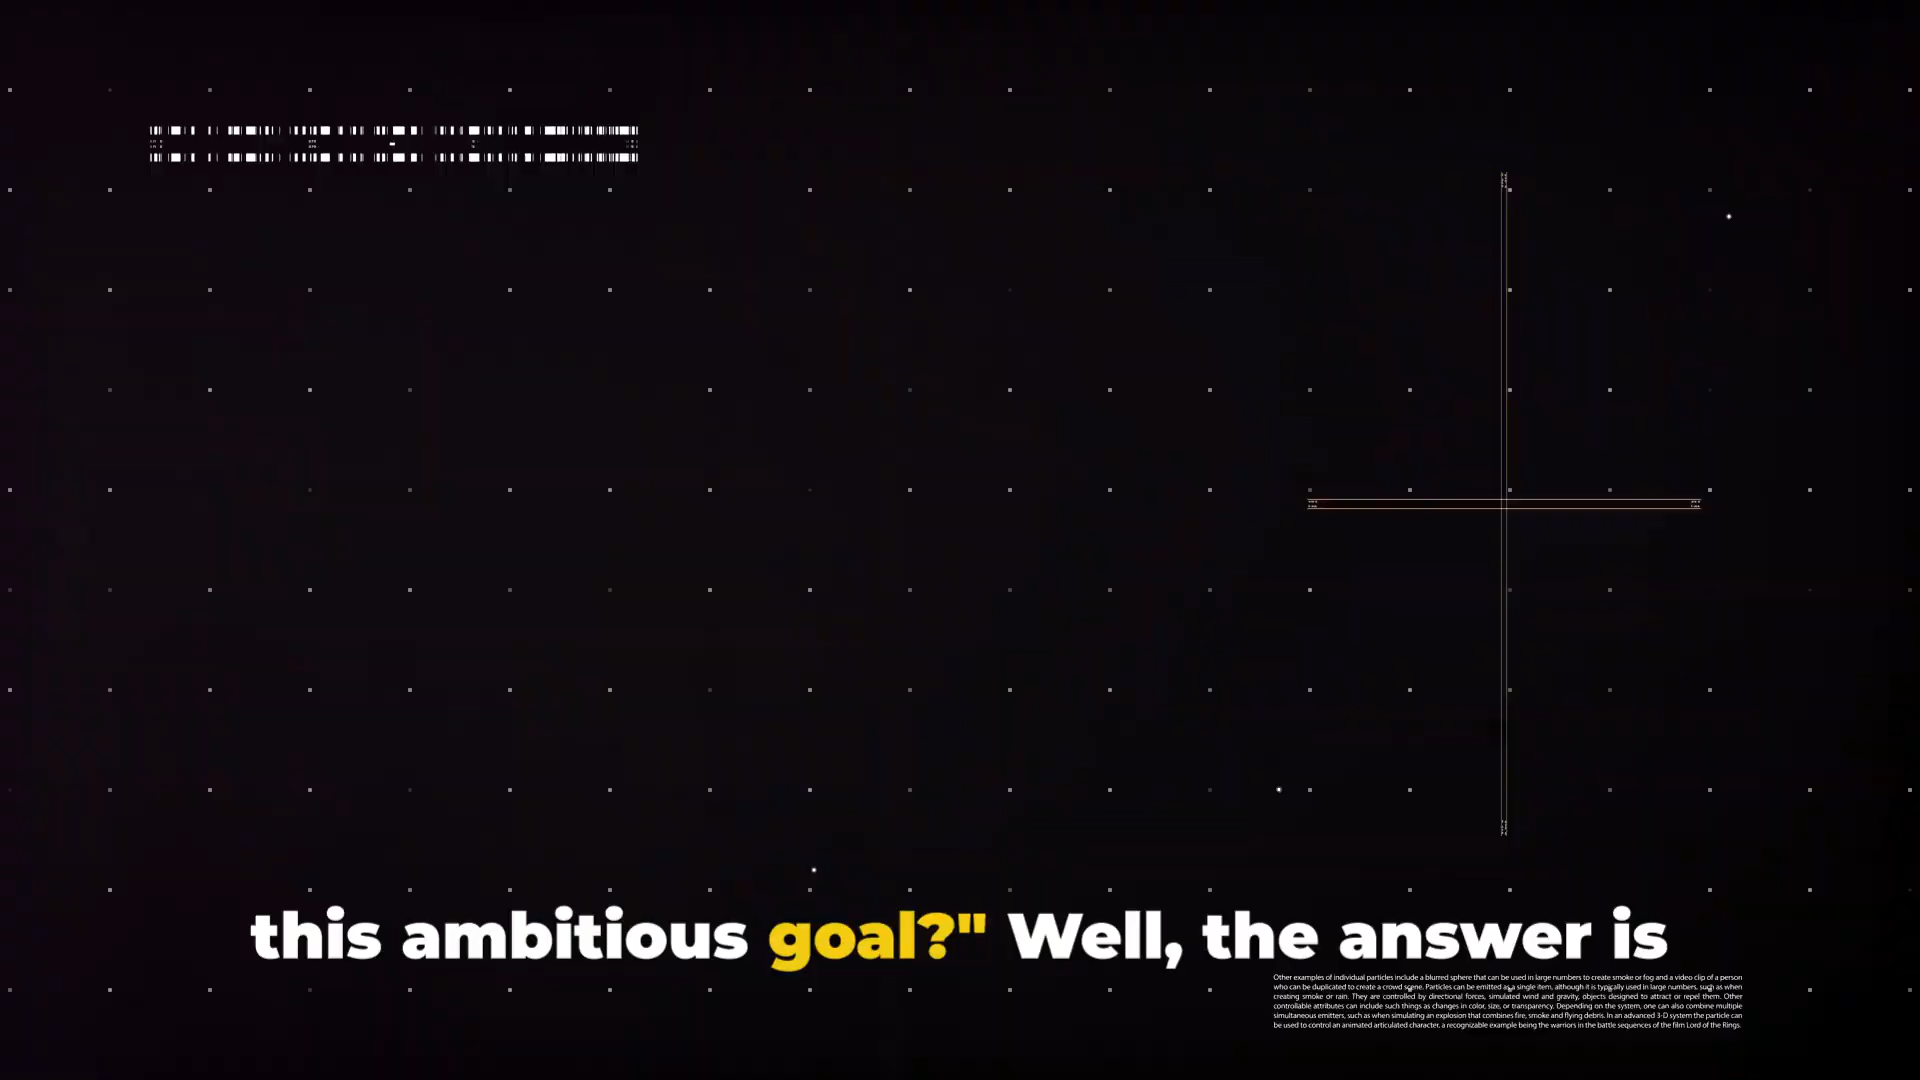 this ambitious goal?" Well, the answer is
Other examples of individual particles include a blurred sphere that can be used in large numbers to create smoke or fog and a video clip of a person
who can be duplicated to create a crowd scene. Particles can be emitted as a single item, although it is typically used in large numbers, such as when
creating smoke or rain. They are controlled by directional forces, simulated wind and gravity, objects designed to attract or repel them. Other
controllable attributes can include such things as changes in color, size, or transparency. Depending on the system, one can also combine multiple
simultaneous emitters, such as when simulating an explosion that combines fire, smoke and flying debris. In an advanced 3-D system the particle can
be used to control an animated articulated character, a recognizable example being the warriors in the battle sequences of the film Lord of the Rings.